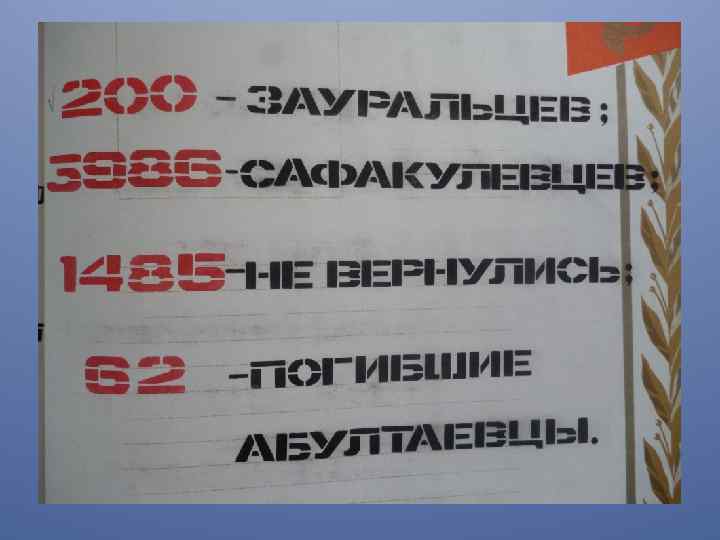 200 - ЗАУРАЛЬЦЕВ;
3986-САФАКУЛЕВЦЕВ;
1485-НЕ ВЕРНУЛИСЬ;
62 -ПОГИБШИЕ
АБУЛТАЕВЦЫ.